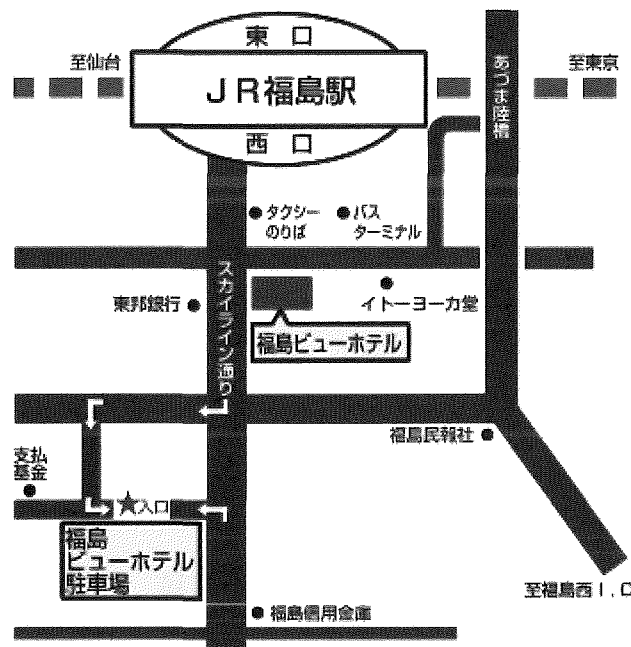 東口
至仙台
JR福島駅
至東京
あづま陸橋
西口
タクシー
のりば
バス
ターミナル
スカイライン通り
東邦銀行
イトーヨーカ堂
福島ビューホテル
福島民報社
支払
基金
★入口
福島
ビューホテル
駐車場
至福島西I.C
福島信用金庫